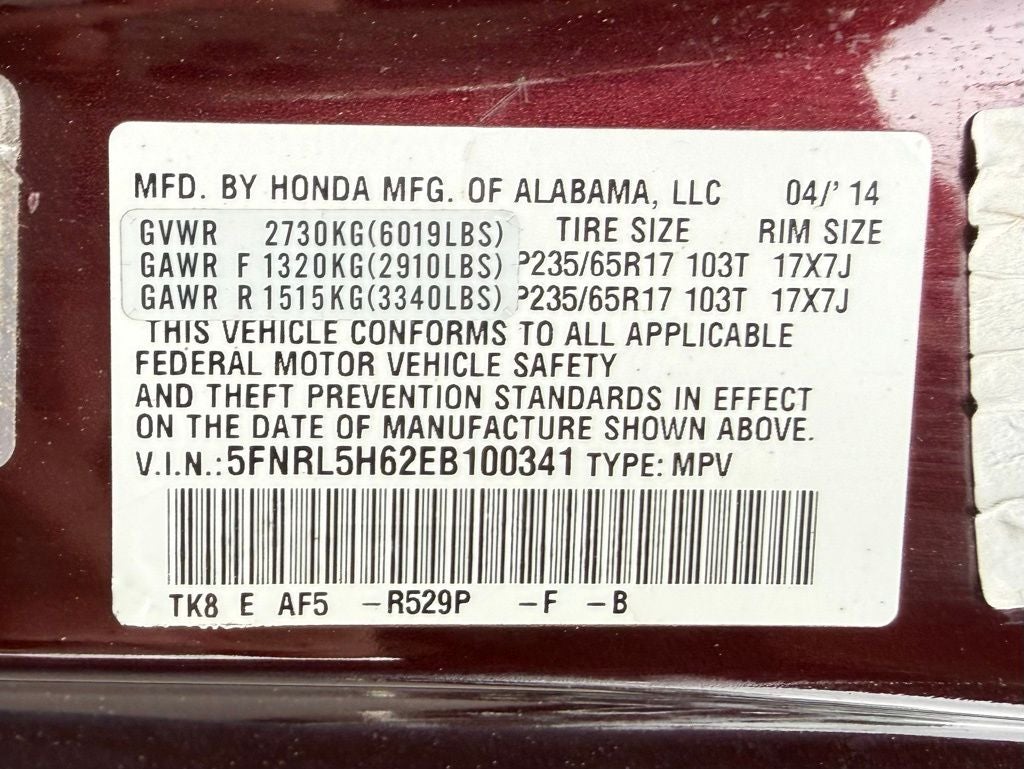 MFD. BY HONDA MFG. OF ALABAMA, LLC 04/' 14
GVWR 2730KG(6019LBS) TIRE SIZE RIM SIZE
GAWR F 1320KG(2910LBS) P235/65R17 103T 17X7J
GAWR R 1515KG(3340LBS) P235/65R17 103T 17X7J
THIS VEHICLE CONFORMS TO ALL APPLICABLE
FEDERAL MOTOR VEHICLE SAFETY
AND THEFT PREVENTION STANDARDS IN EFFECT
ON THE DATE OF MANUFACTURE SHOWN ABOVE.
V.I.N.: 5FNRL5H62EB100341 TYPE: MPV
TK8 E AF5 -R529P -F -B